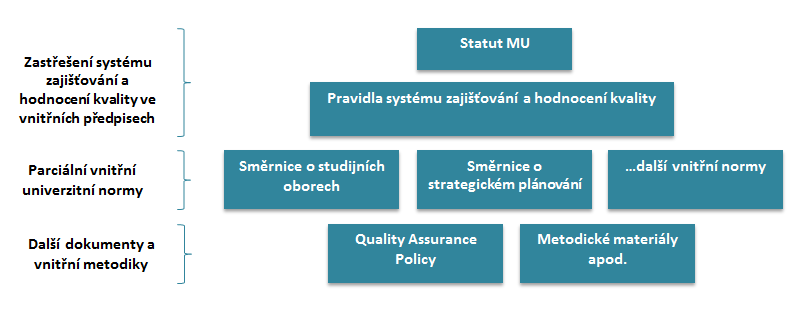 Zastřešení systému
zajišťování a
hodnocení kvality ve
vnitřních předpisech
Statut MU
Pravidla systému zajišťování a hodnocení kvality
Parciální vnitřní
univerzitní normy
Směrnice o studijních
oborech
Směrnice o
strategickém plánování
...další vnitřní normy
Další dokumenty a
vnitřní metodiky
Quality Assurance
Policy
Metodické materiály
apod.